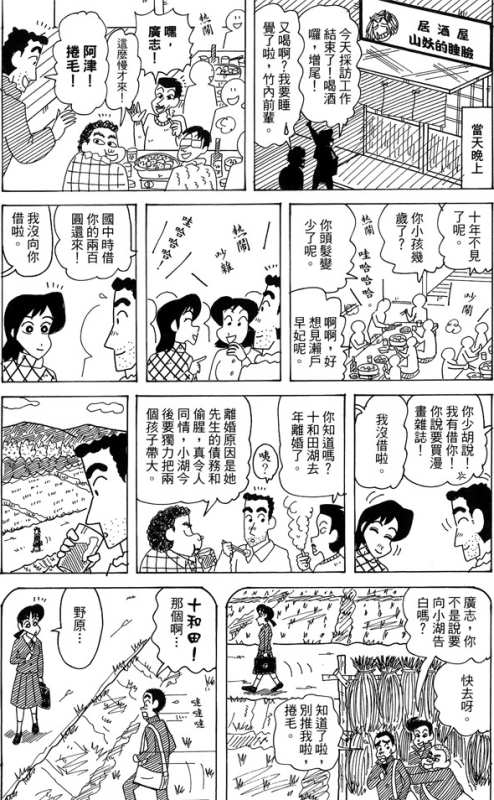 居酒屋
山妖的睡臉
當天晚上
今天採訪工作
結束了！喝酒
囉，增尾！
又喝啊？我要睡
覺了啦，竹內前輩。
熱鬧
嘿，
廣志！
這麼慢才來！
阿津！
捲毛！
十年不見
了呢。
你小孩幾
歲了？
熱鬧
吵鬧
哇哈哈哈
你頭髮變
少了呢。
啊啊，好
想見瀨戶
早妃呢。
熱鬧
吵雜
哇哈哈哈
國中時借
你的兩百
圓還來！
我沒向你
借啦。
你少胡說！
我有借你！
你說要買漫
畫雜誌！
我沒借啦。
你知道嗎？
十和田湖去
年離婚了。
咦？
離婚原因是她
先生的債務和
偷腥，真令人
同情，小湖今
後要獨力把兩
個孩子帶大。
廣志，你
不是說要
向小湖告
白嗎？
快去呀。
知道了啦，
別推我啦，
捲毛。
十和田！
那個啊…
哇哇哇
野原…